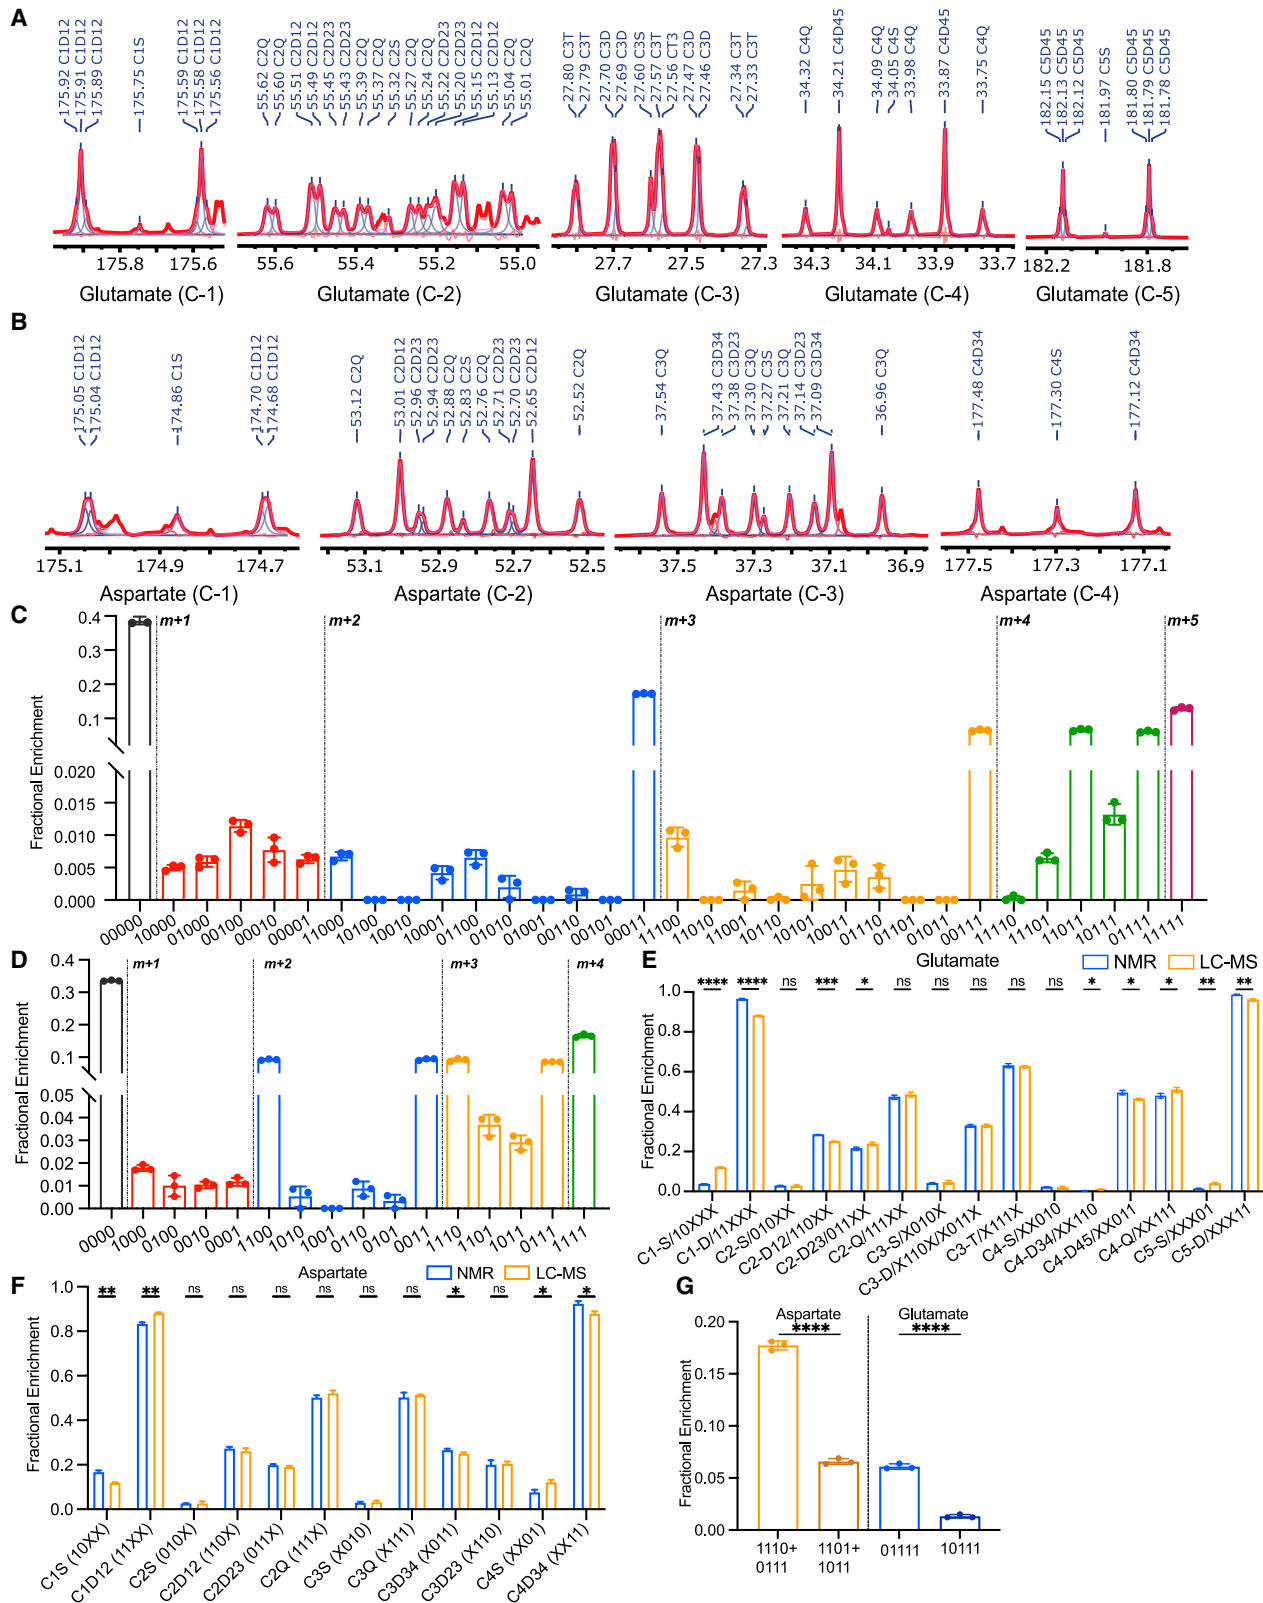 A
175.92 C1D12
175.91 C1D12
175.89 C1D12
175.75 C1S
175.59 C1D12
175.58 C1D12
175.56 C1D12
55.62 C2Q
55.60 C2Q
55.51 C2D12
55.49 C2D12
55.45 C2D23
55.43 C2D23
55.39 C2Q
55.37 C2Q
55.32 C2S
55.27 C2Q
55.24 C2Q
55.22 C2D23
55.20 C2D23
55.15 C2D12
55.13 C2D12
55.04 C2Q
55.01 C2Q
27.80 C3T
27.79 C3T
27.70 C3D
27.69 C3D
27.60 C3S
27.57 C3T
27.56 CT3
27.47 C3D
27.46 C3D
27.34 C3T
27.33 C3T
34.32 C4Q
34.21 C4D45
34.09 C4Q
34.05 C4S
33.98 C4Q
33.87 C4D45
33.75 C4Q
182.15 C5D45
182.13 C5D45
182.12 C5D45
181.97 C5S
181.80 C5D45
181.79 C5D45
181.78 C5D45
175.8 175.6
55.6 55.4 55.2 55.0
27.7 27.5 27.3
34.3 34.1 33.9 33.7
182.2 181.8
Glutamate (C-1)
Glutamate (C-2)
Glutamate (C-3)
Glutamate (C-4)
Glutamate (C-5)
B
175.05 C1D12
175.04 C1D12
174.86 C1S
174.70 C1D12
174.68 C1D12
53.12 C2Q
53.01 C2D12
52.96 C2D23
52.94 C2D23
52.88 C2Q
52.83 C2S
52.76 C2Q
52.71 C2D23
52.70 C2D23
52.65 C2D12
52.52 C2Q
37.54 C3Q
37.43 C3D34
37.38 C3D23
37.30 C3Q
37.27 C3S
37.21 C3Q
37.14 C3D23
37.09 C3D34
36.96 C3Q
177.48 C4D34
177.30 C4S
177.12 C4D34
175.1 174.9 174.7
53.1 52.9 52.7 52.5
37.5 37.3 37.1 36.9
177.5 177.3 177.1
Aspartate (C-1)
Aspartate (C-2)
Aspartate (C-3)
Aspartate (C-4)
C
Fractional Enrichment
0.4
0.3
0.2
0.1
0.020
0.015
0.010
0.005
0.000
m+1
m+2
m+3
m+4
m+5
00000
10000
01000
00100
00010
00001
11000
10100
10010
10001
01100
01010
01001
00110
00101
00011
11100
11010
11001
10110
10101
10011
01110
01101
01011
00111
11110
11101
11011
10111
01111
11111
D
Fractional Enrichment
0.4
0.3
0.2
0.1
0.05
0.04
0.03
0.02
0.01
0.00
m+1
m+2
m+3
m+4
0000
1000
0100
0010
0001
1100
1010
1001
0110
0101
0011
1110
1101
1011
0111
1111
E
Glutamate
NMR
LC-MS
Fractional Enrichment
1.0
0.8
0.6
0.4
0.2
0.0
**** **** ns *** * ns ns ns ns ns * * * ** **
C1-S/10XXX
C1-D/11XXX
C2-S/010XX
C2-D12/110XX
C2-D23/011XX
C2-Q/111XX
C3-S/X010X
C3-D/X110X/X011X
C3-T/X111X
C4-S/XX010
C4-D34/XX110
C4-D45/XX011
C4-Q/XX111
C5-S/XXX01
C5-D/XXX11
F
Aspartate
NMR
LC-MS
Fractional Enrichment
1.0
0.8
0.6
0.4
0.2
0.0
** ** ns ns ns ns ns ns * ns * *
C1S (10XX)
C1D12 (11XX)
C2S (010X)
C2D12 (110X)
C2D23 (011X)
C2Q (111X)
C3S (X010)
C3Q (X111)
C3D34 (X011)
C3D23 (X110)
C4S (XX01)
C4D34 (XX11)
G
Aspartate
Glutamate
**** ****
Fractional Enrichment
0.20
0.15
0.10
0.05
0.00
1110+ 1101+ 01111 10111
0111 1011